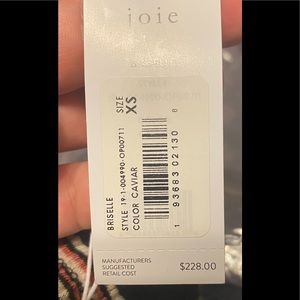 joie
SIZE
XS
BRISELLE
STYLE 19-1-004990-OP00711
COLOR CAVIAR
1 93683 02130 8
MANUFACTURERS
SUGGESTED
RETAIL COST
$228.00